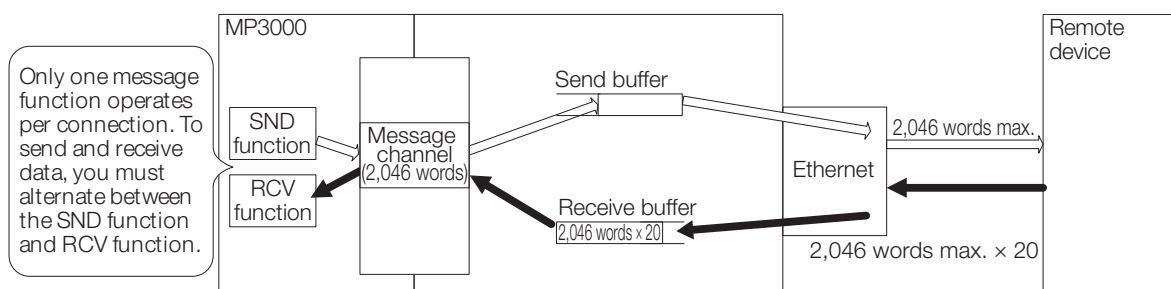 MP3000
Remote
device
Only one message
function operates
per connection. To
send and receive
data, you must
alternate between
the SND function
and RCV function.
SND
function
RCV
function
Message
channel
(2,046 words)
Send buffer
Receive buffer
2,046 words × 20
Ethernet
2,046 words max.
2,046 words max. × 20